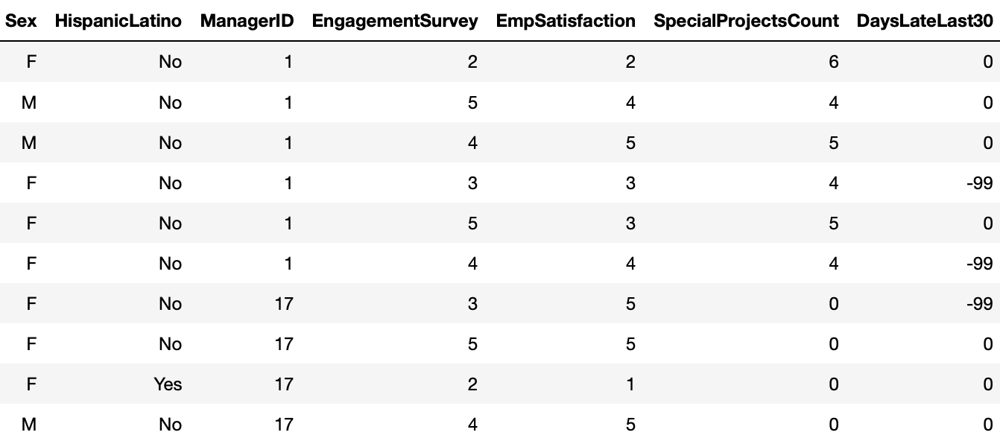 Sex HispanicLatino ManagerID EngagementSurvey EmpSatisfaction SpecialProjectsCount DaysLateLast30
F No 1 2 2 6 0
M No 1 5 4 4 0
M No 1 4 5 5 0
F No 1 3 3 4 -99
F No 1 5 3 5 0
F No 1 4 4 4 -99
F No 17 3 5 0 -99
F No 17 5 5 0 0
F Yes 17 2 1 0 0
M No 17 4 5 0 0